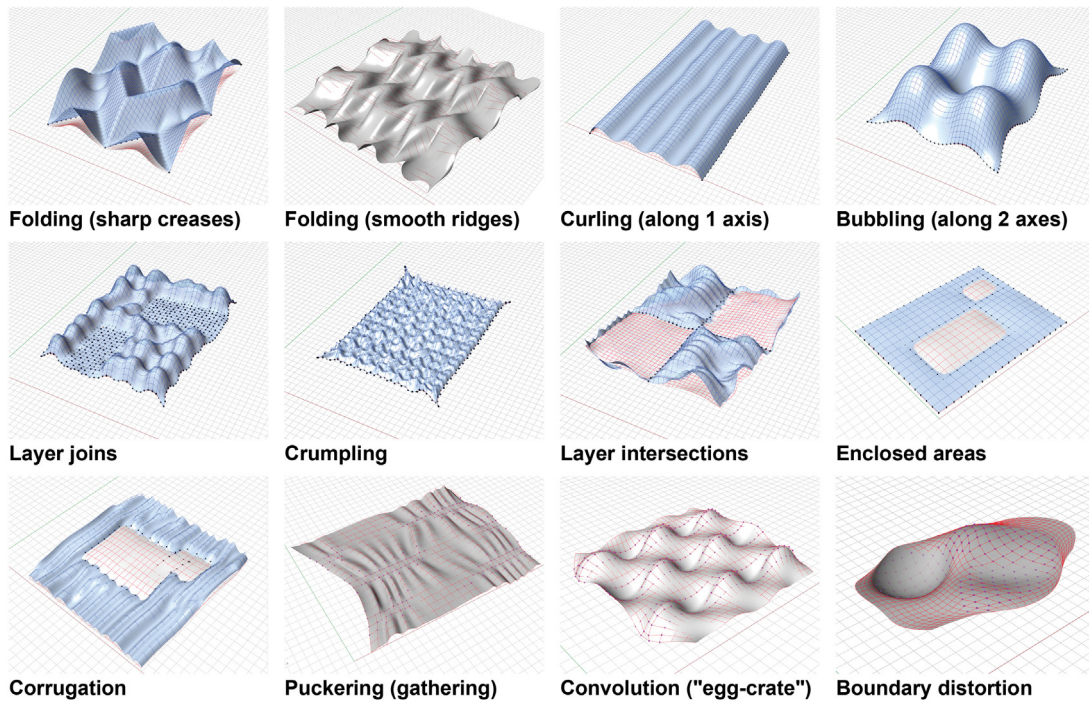 Folding (sharp creases)
Folding (smooth ridges)
Curling (along 1 axis)
Bubbling (along 2 axes)
Layer joins
Crumpling
Layer intersections
Enclosed areas
Corrugation
Puckering (gathering)
Convolution ("egg-crate")
Boundary distortion